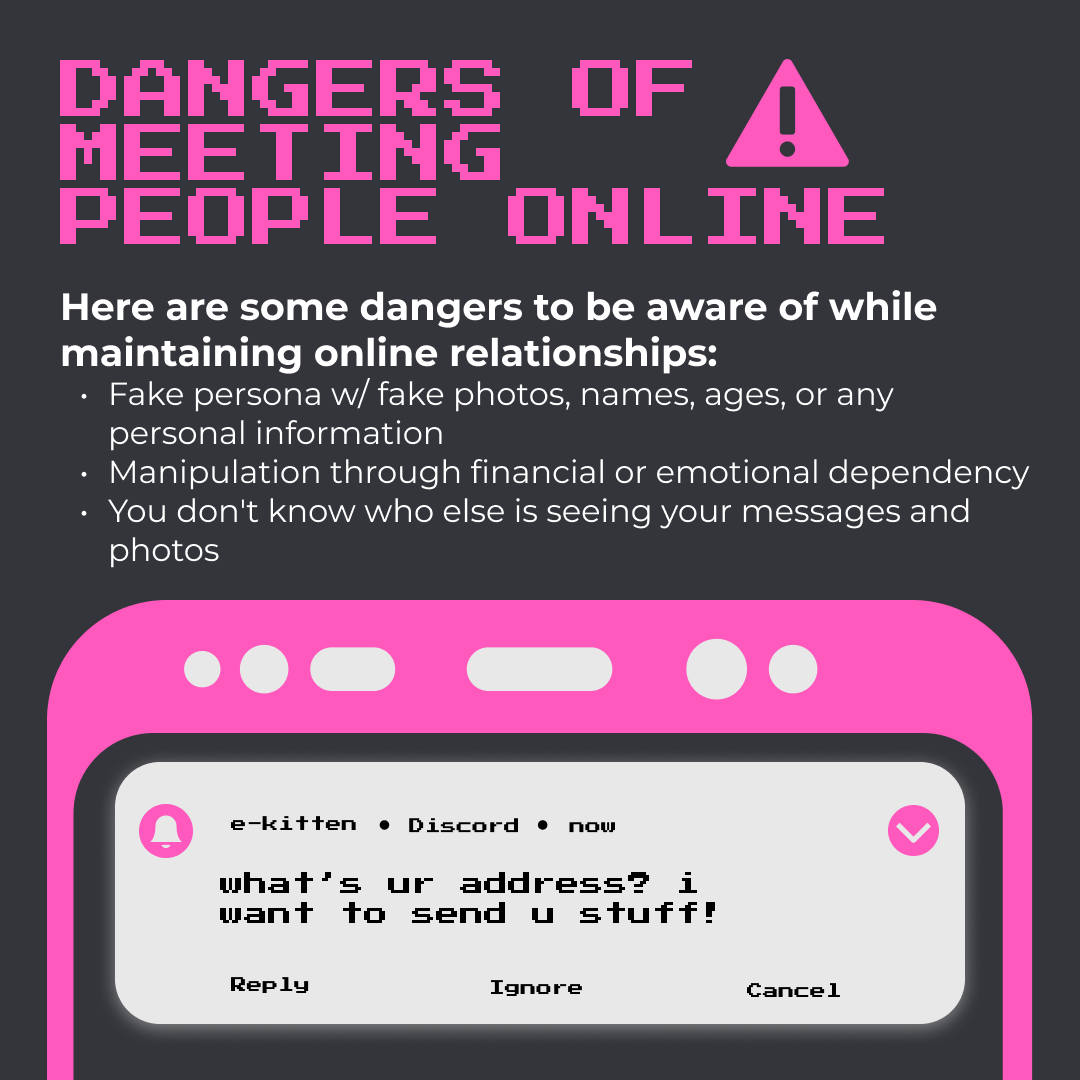 DANGERS OF
MEETING
PEOPLE ONLINE
Here are some dangers to be aware of while
maintaining online relationships:
• Fake persona w/ fake photos, names, ages, or any
personal information
• Manipulation through financial or emotional dependency
• You don't know who else is seeing your messages and
photos
e-kitten • Discord • now
what's ur address? i
want to send u stuff!
Reply Ignore Cancel